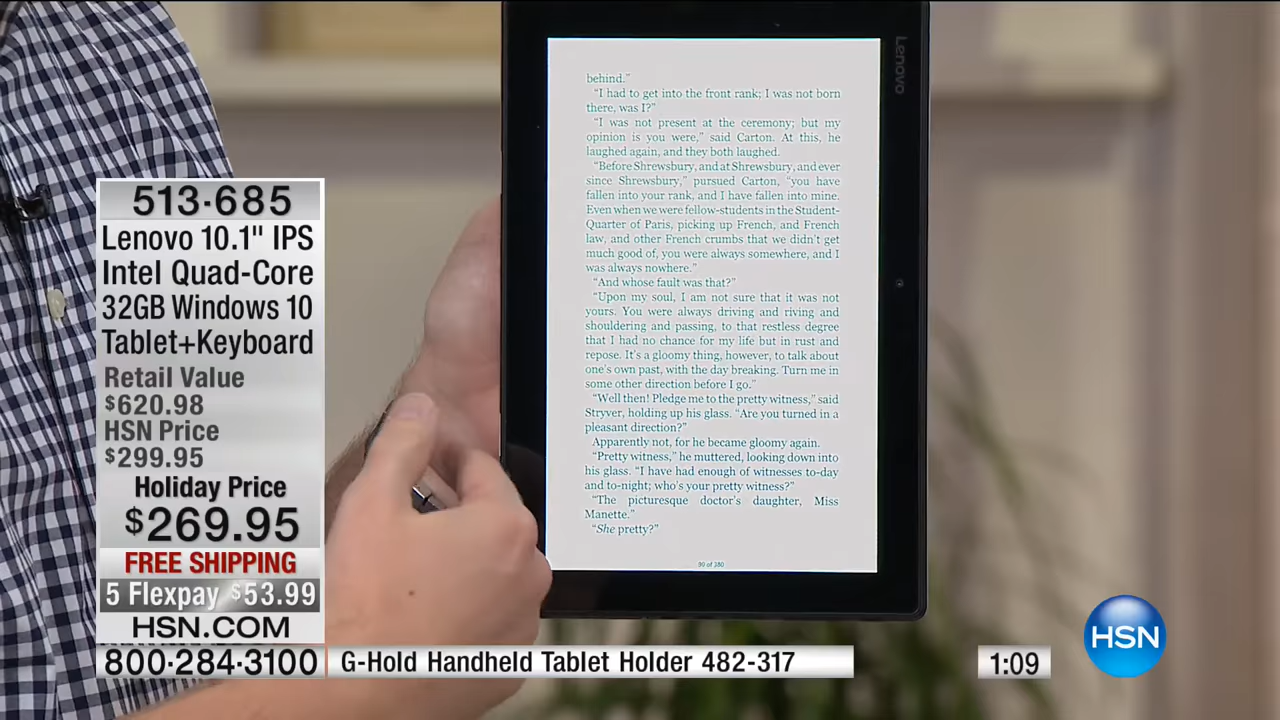 513-685
Lenovo 10.1" IPS
Intel Quad-Core
32GB Windows 10
Tablet+Keyboard
Retail Value
$620.98
HSN Price
$299.95
Holiday Price
$269.95
FREE SHIPPING
5 Flexpay $53.99
HSN.COM
800·284·3100
G-Hold Handheld Tablet Holder 482-317
1:09
HSN
Lenovo
behind.”
“I had to get into the front rank; I was not born
there, was I?”
“I was not present at the ceremony; but my
opinion is you were,” said Carton. At this, he
laughed again, and they both laughed.
“Before Shrewsbury, and at Shrewsbury, and ever
since Shrewsbury,” pursued Carton, “you have
fallen into your rank, and I have fallen into mine.
Even when we were fellow-students in the Student-
Quarter of Paris, picking up French, and French
law, and other French crumbs that we didn’t get
much good of, you were always somewhere, and I
was always nowhere.”
“And whose fault was that?”
“Upon my soul, I am not sure that it was not
yours. You were always driving and riving and
shouldering and passing, to that restless degree
that I had no chance for my life but in rust and
repose. It’s a gloomy thing, however, to talk about
one’s own past, with the day breaking. Turn me in
some other direction before I go.”
“Well then! Pledge me to the pretty witness,” said
Stryver, holding up his glass. “Are you turned in a
pleasant direction?”
Apparently not, for he became gloomy again.
“Pretty witness,” he muttered, looking down into
his glass. “I have had enough of witnesses to-day
and to-night; who’s your pretty witness?”
“The picturesque doctor’s daughter, Miss
Manette.”
“She pretty?”
90 of 380